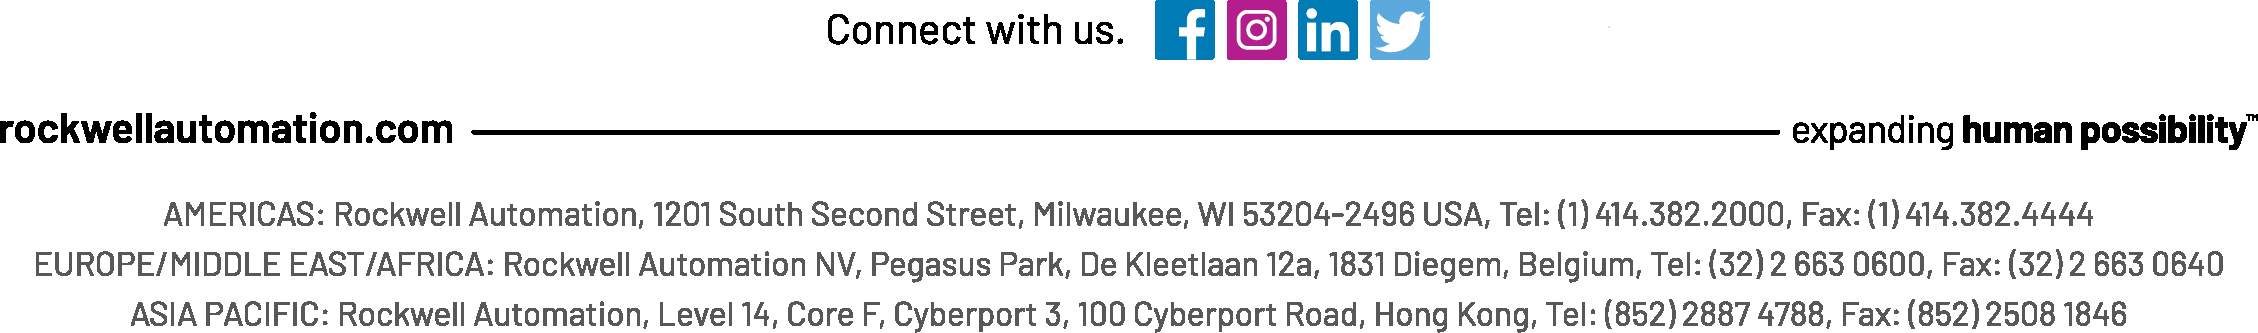 Connect with us.
rockwellautomation.com expanding human possibility™
AMERICAS: Rockwell Automation, 1201 South Second Street, Milwaukee, WI 53204-2496 USA, Tel: (1) 414.382.2000, Fax: (1) 414.382.4444
EUROPE/MIDDLE EAST/AFRICA: Rockwell Automation NV, Pegasus Park, De Kleetlaan 12a, 1831 Diegem, Belgium, Tel: (32) 2 663 0600, Fax: (32) 2 663 0640
ASIA PACIFIC: Rockwell Automation, Level 14, Core F, Cyberport 3, 100 Cyberport Road, Hong Kong, Tel: (852) 2887 4788, Fax: (852) 2508 1846